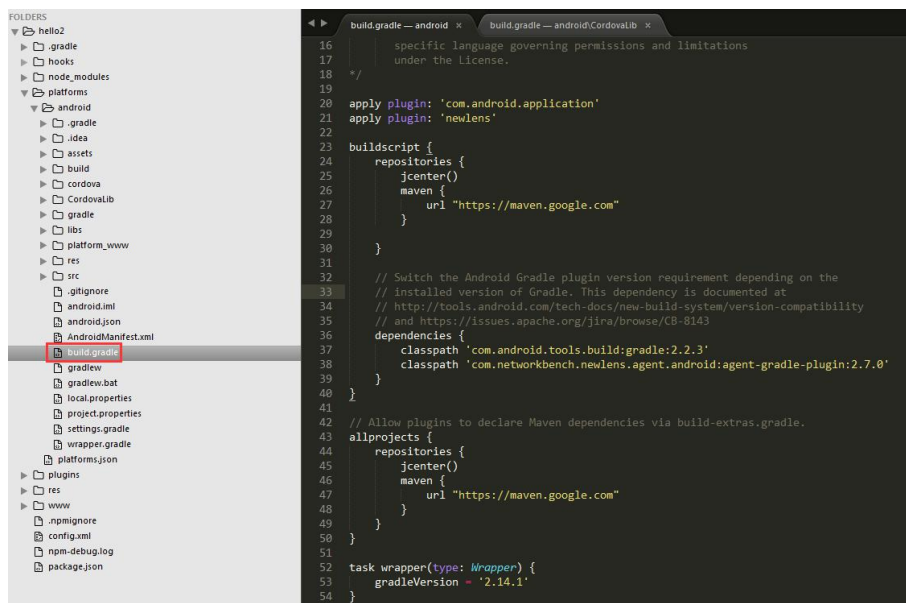 FOLDERS
hello2
.gradle
hooks
node_modules
platforms
android
.gradle
.idea
assets
build
cordova
CordovaLib
gradle
libs
platform_www
res
src
.gitignore
android.iml
android.json
AndroidManifest.xml
build.gradle
gradlew
gradlew.bat
local.properties
project.properties
settings.gradle
wrapper.gradle
platforms.json
plugins
res
www
.npmignore
config.xml
npm-debug.log
package.json
build.gradle — android × build.gradle — android\CordovaLib ×
16 specific language governing permissions and limitations
17 under the License.
18 */
19
20 apply plugin: 'com.android.application'
21 apply plugin: 'newlens'
22
23 buildscript {
24 repositories {
25 jcenter()
26 maven {
27 url "https://maven.google.com"
28 }
29
30 }
31
32 // Switch the Android Gradle plugin version requirement depending on the
33 // installed version of Gradle. This dependency is documented at
34 // http://tools.android.com/tech-docs/new-build-system/version-compatibility
35 // and https://issues.apache.org/jira/browse/CB-8143
36 dependencies {
37 classpath 'com.android.tools.build:gradle:2.2.3'
38 classpath 'com.networkbench.newlens.agent.android:agent-gradle-plugin:2.7.0'
39 }
40 }
41
42 // Allow plugins to declare Maven dependencies via build-extras.gradle.
43 allprojects {
44 repositories {
45 jcenter()
46 maven {
47 url "https://maven.google.com"
48 }
49 }
50 }
51
52 task wrapper(type: Wrapper) {
53 gradleVersion = '2.14.1'
54 }